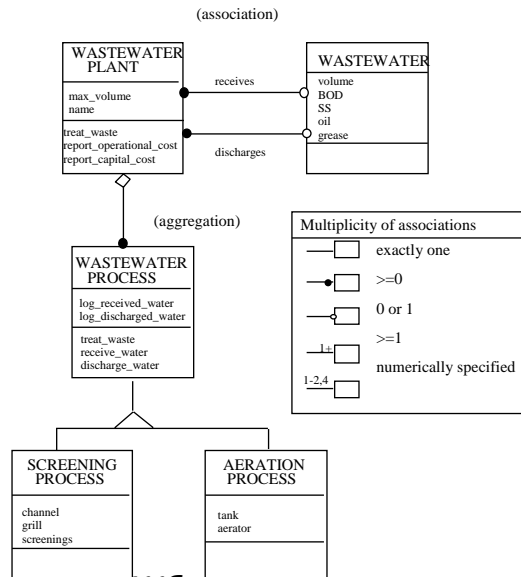 (association)
WASTEWATER
PLANT
max_volume
name
treat_waste
report_operational_cost
report_capital_cost
receives
discharges
WASTEWATER
volume
BOD
SS
oil
grease
(aggregation)
WASTEWATER
PROCESS
log_received_water
log_discharged_water
treat_waste
receive_water
discharge_water
Multiplicity of associations
exactly one
>=0
0 or 1
1+
>=1
1-2,4
numerically specified
SCREENING
PROCESS
channel
grill
screenings
AERATION
PROCESS
tank
aerator